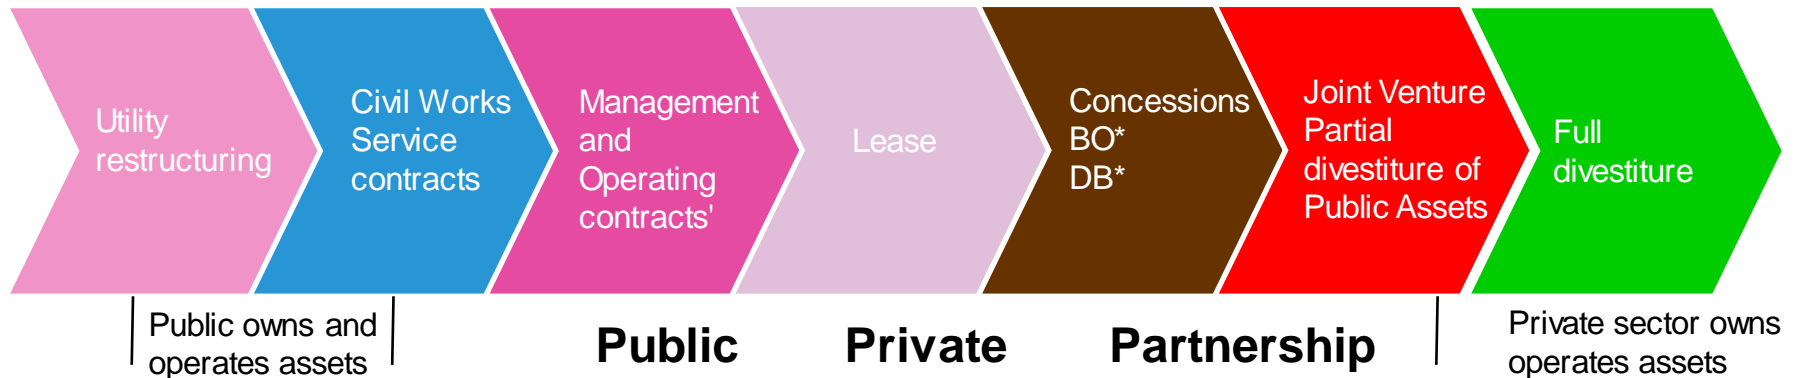 Utility
restructuring
Civil Works
Service
contracts
Management
and
Operating
contracts'
Lease
Concessions
BO*
DB*
Joint Venture
Partial
divestiture of
Public Assets
Full
divestiture
Public owns and
operates assets
Public Private Partnership
Private sector owns
operates assets